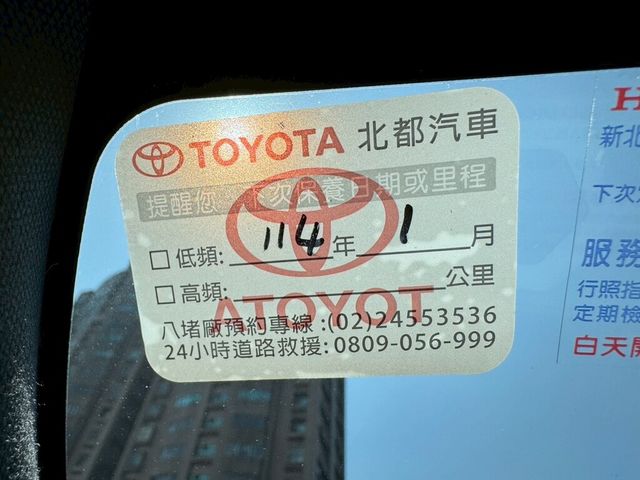 TOYOTA 北都汽車
提醒您 下次保養日期或里程
□低頻: 114 年 1 月
□高頻: 公里
ATOYOT
八堵廠預約專線:(02)24553536
24小時道路救援:0809-056-999
H
新北
下次
服務
行照指
定期檢
白天開